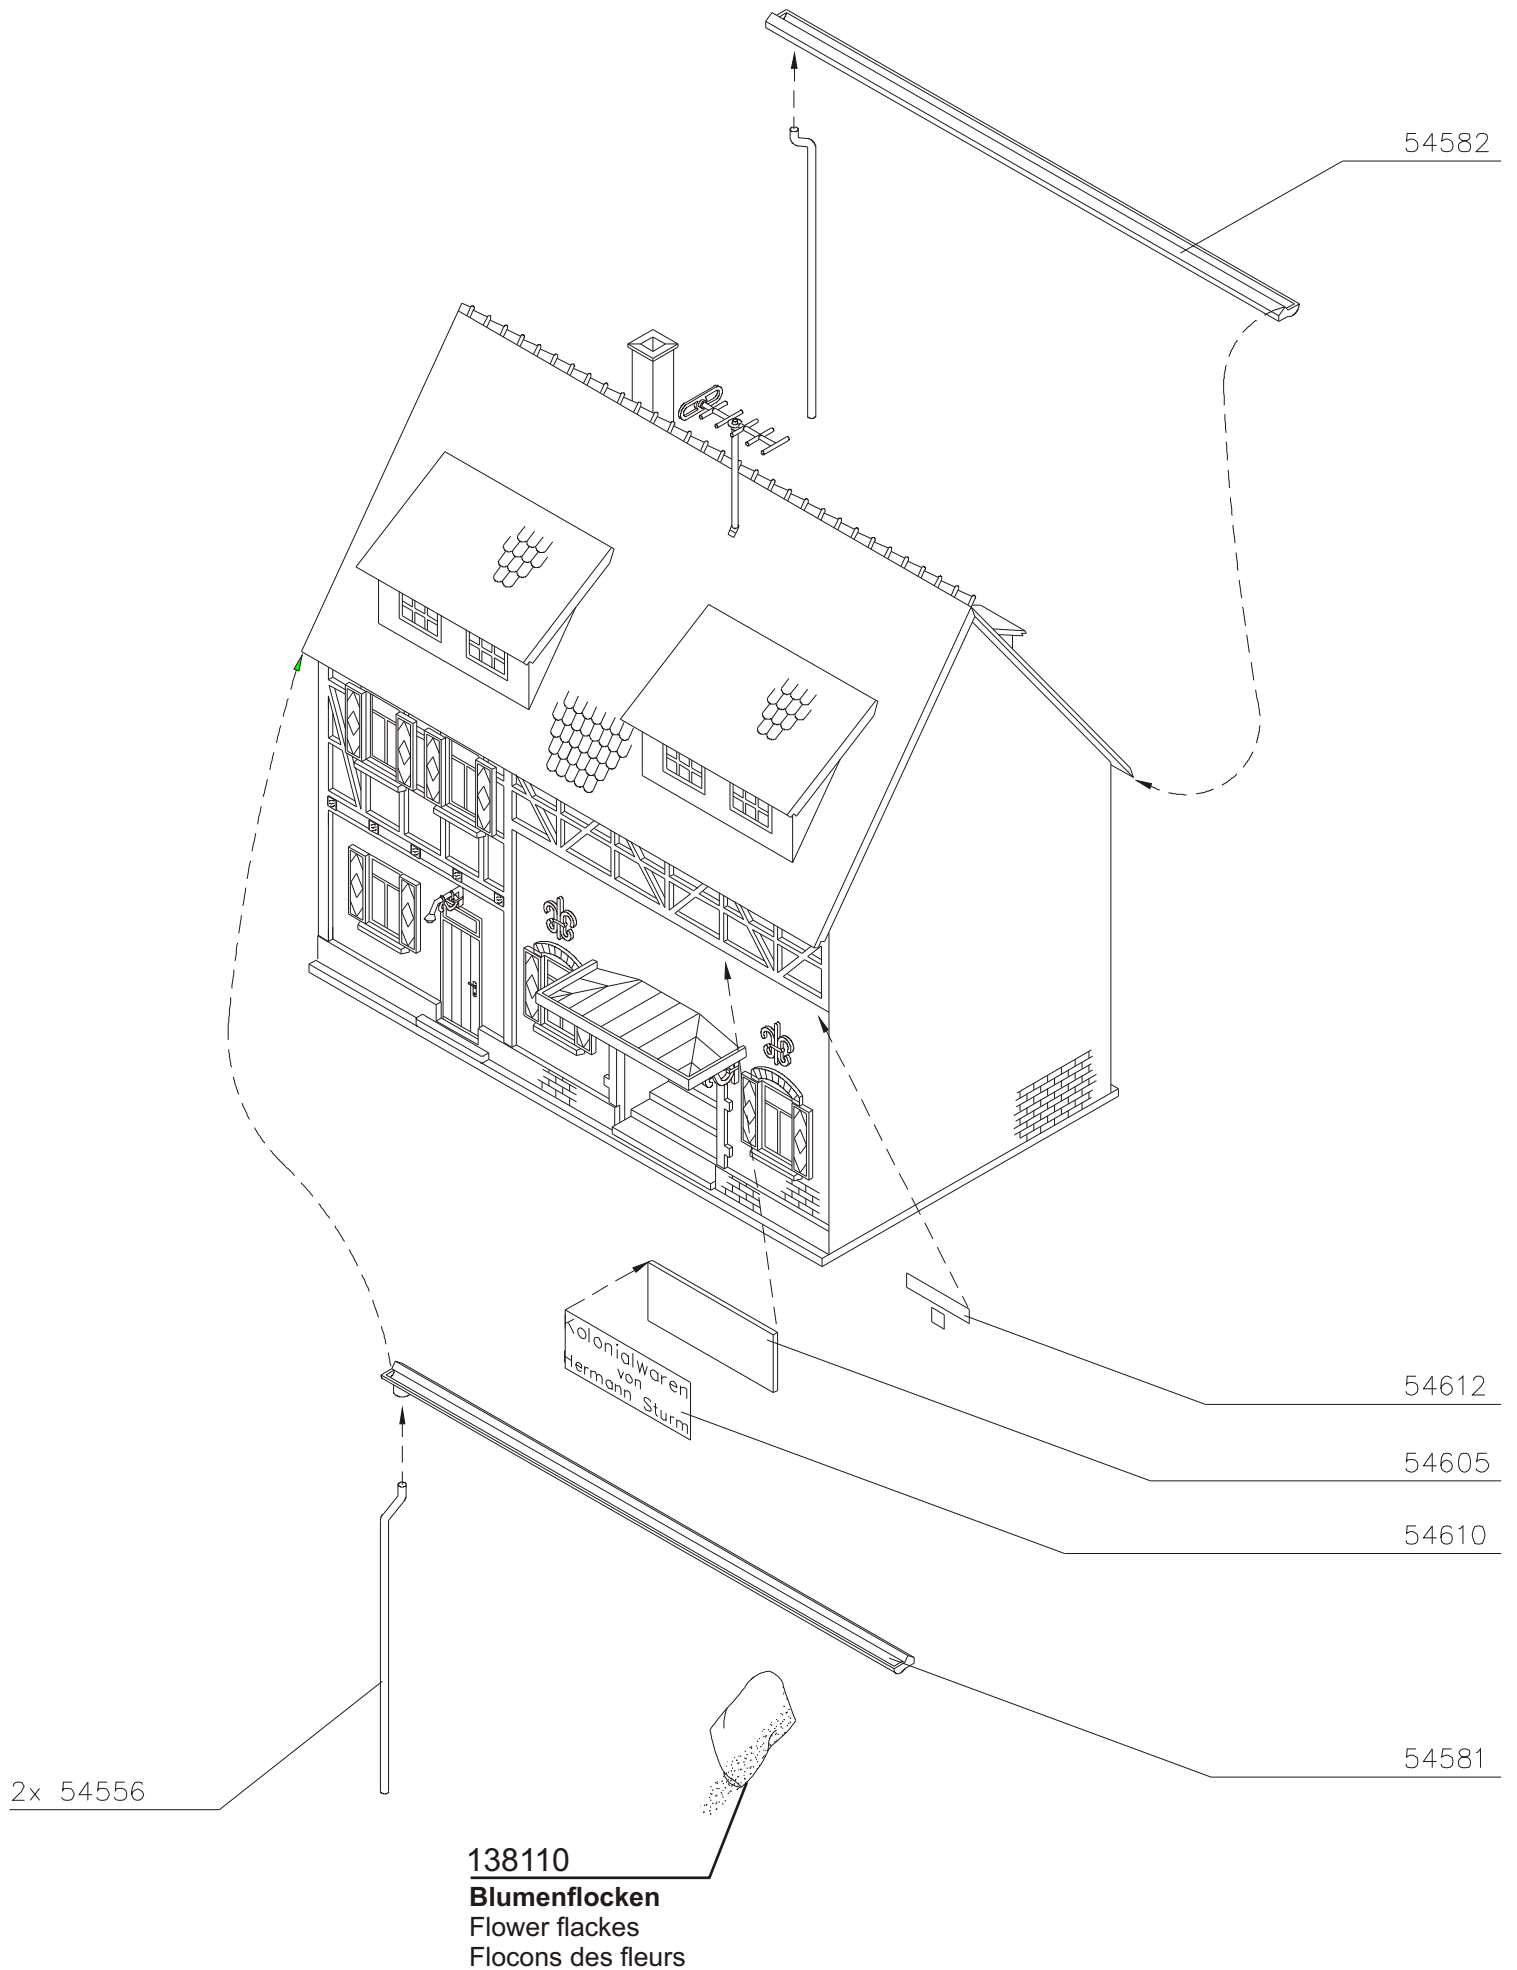 54582
Kolonialwaren
von
Hermann Sturm
54612
54605
54610
54581
2x 54556
138110
Blumenflocken
Flower flackes
Flocons des fleurs